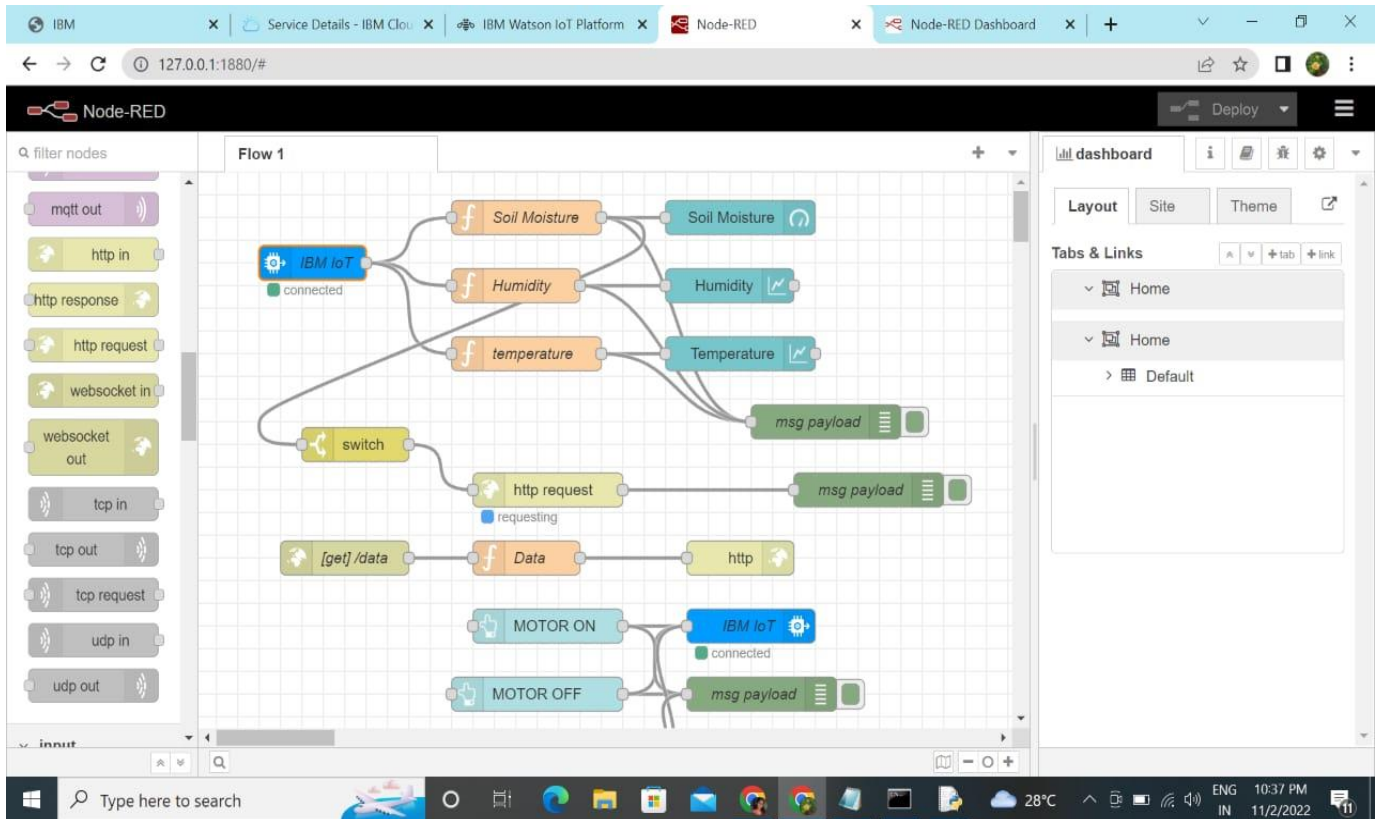 IBM
Service Details - IBM Clou
IBM Watson IoT Platform
Node-RED
Node-RED Dashboard
127.0.0.1:1880/#
Node-RED
Deploy
filter nodes
Flow 1
dashboard
i
mqtt out
http in
http response
http request
websocket in
websocket
out
tcp in
tcp out
tcp request
udp in
udp out
input
IBM IoT
connected
Soil Moisture
Soil Moisture
Humidity
Humidity
temperature
Temperature
msg payload
switch
http request
requesting
msg payload
[get] /data
Data
http
MOTOR ON
IBM IoT
connected
MOTOR OFF
msg payload
Layout
Site
Theme
Tabs & Links
+ tab
+ link
Home
Home
Default
Type here to search
28°C
ENG
IN
10:37 PM
11/2/2022
11